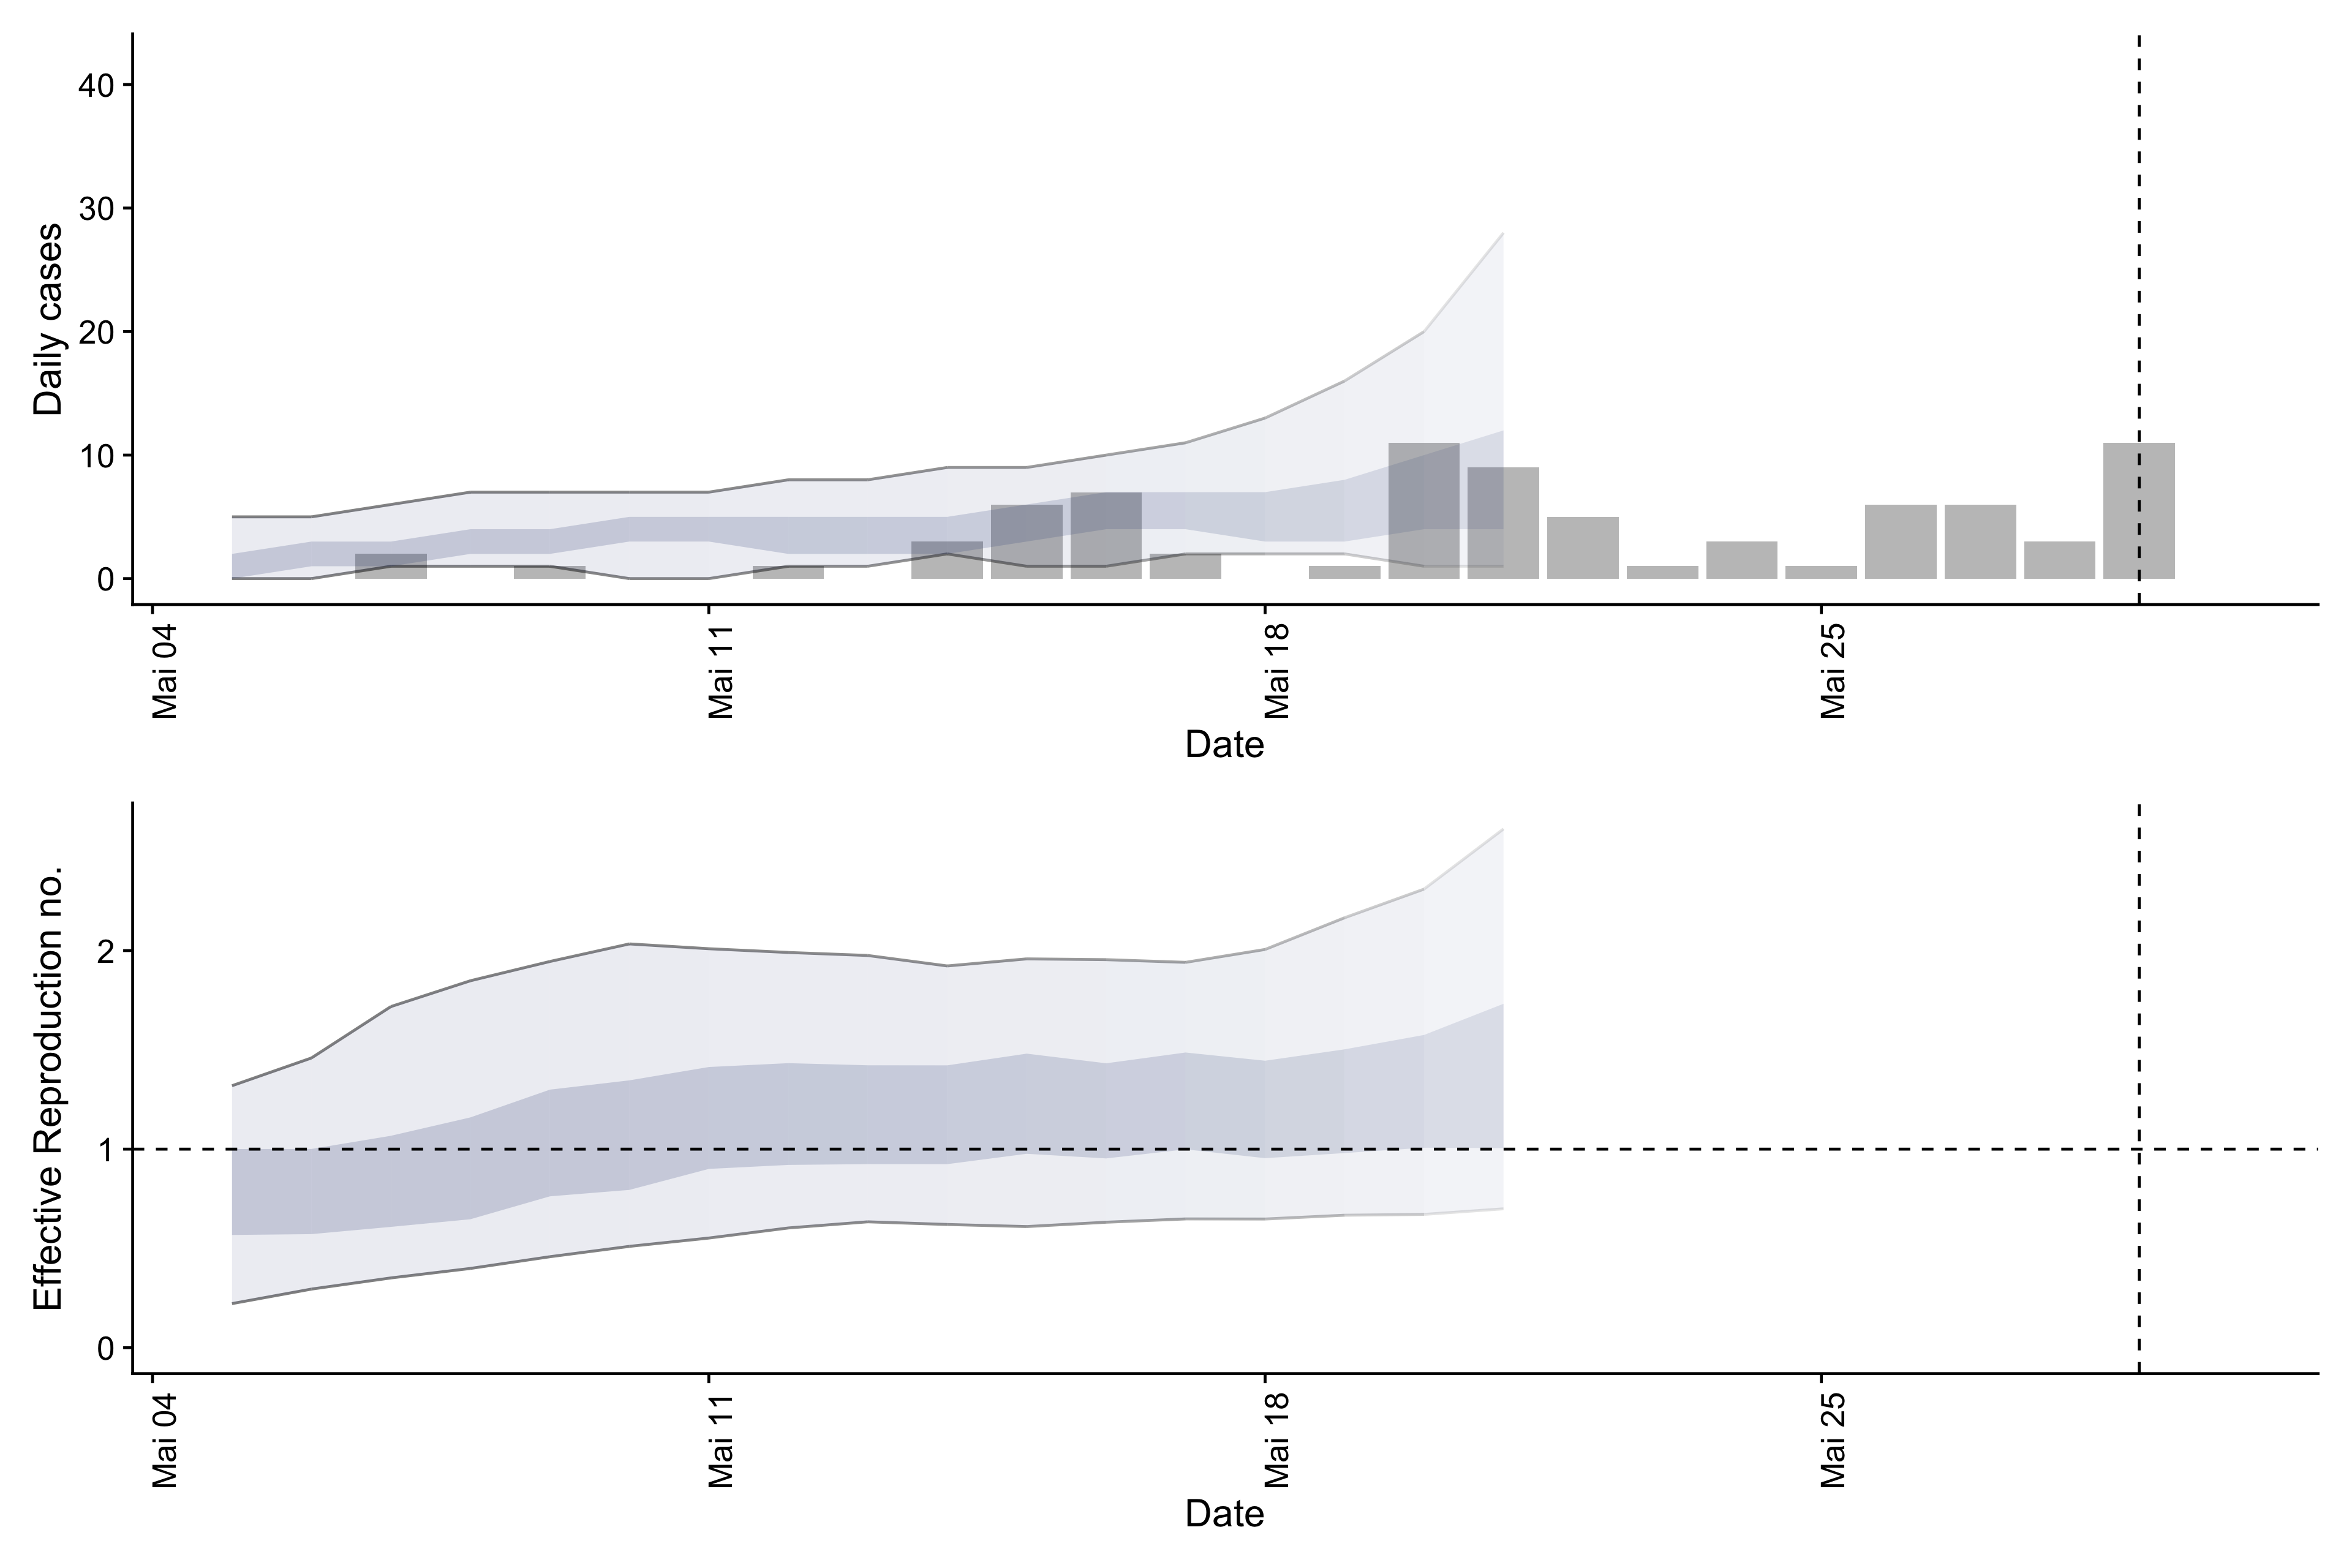 Daily cases
40
30
20
10
0
Mai 04
Mai 11
Mai 18
Mai 25
Date
Effective Reproduction no.
2
1
0
Mai 04
Mai 11
Mai 18
Mai 25
Date